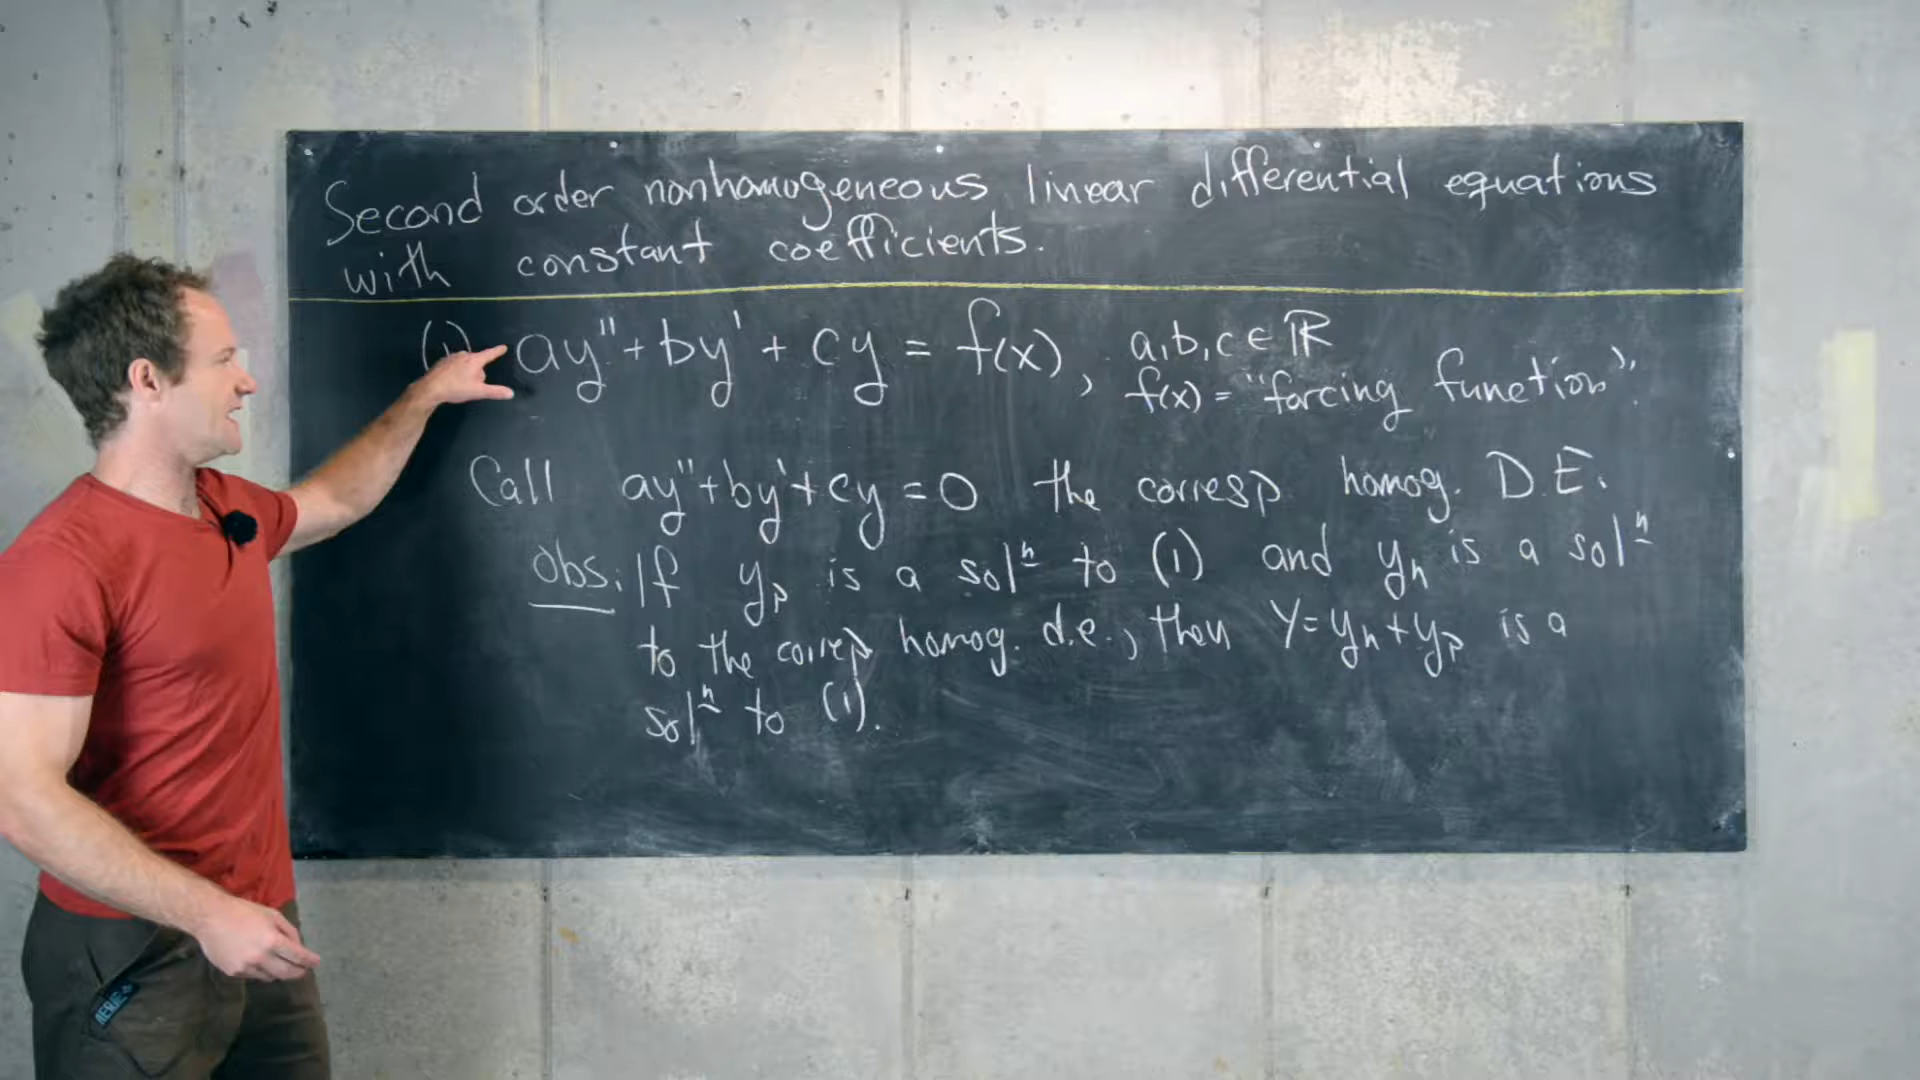 Second order nonhomogeneous linear differential equations
with constant coefficients.
(1) ay" + by' + cy = f(x), a,b,c ∈ ℝ
f(x) = "forcing function".
Call ay"+by'+cy = 0 the corresp homog. D.E.
Obs: If yₚ is a solⁿ to (1) and yₕ is a solⁿ
to the corresp homog. d.e., then Y = yₕ + yₚ is a
solⁿ to (1).